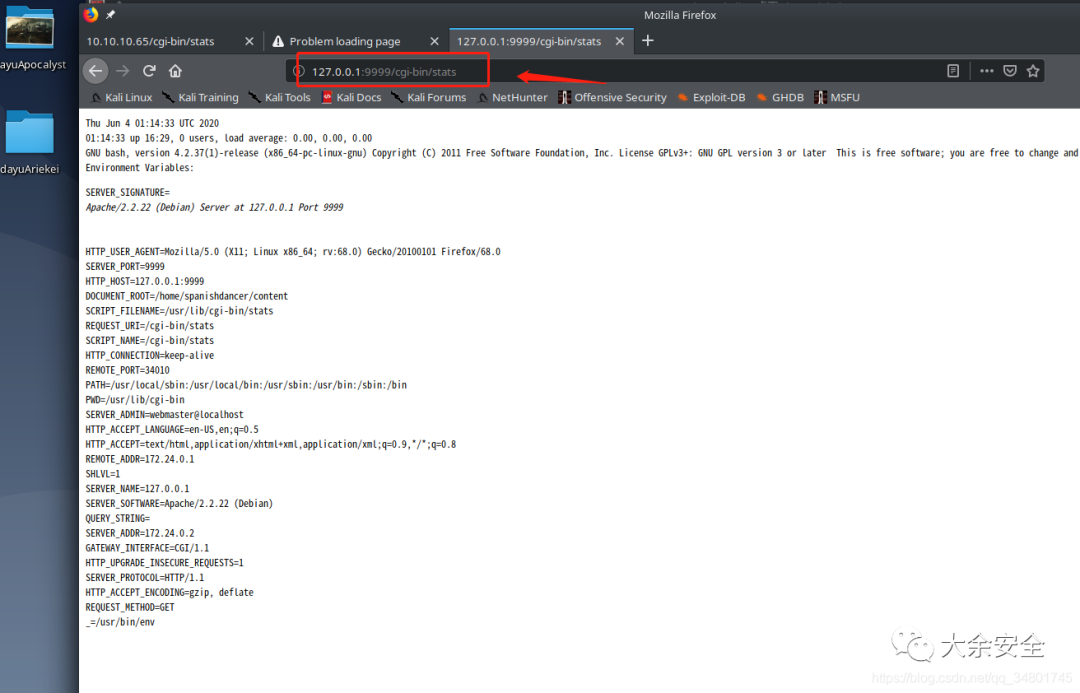 ayuApocalyst
dayuAriekei
Mozilla Firefox
10.10.10.65/cgi-bin/stats
Problem loading page
127.0.0.1:9999/cgi-bin/stats
127.0.0.1:9999/cgi-bin/stats
Kali Linux Kali Training Kali Tools Kali Docs Kali Forums NetHunter Offensive Security Exploit-DB GHDB MSFU
Thu Jun 4 01:14:33 UTC 2020
01:14:33 up 16:29, 0 users, load average: 0.00, 0.00, 0.00
GNU bash, version 4.2.37(1)-release (x86_64-pc-linux-gnu) Copyright (C) 2011 Free Software Foundation, Inc. License GPLv3+: GNU GPL version 3 or later This is free software; you are free to change and
Environment Variables:
SERVER_SIGNATURE=
Apache/2.2.22 (Debian) Server at 127.0.0.1 Port 9999
HTTP_USER_AGENT=Mozilla/5.0 (X11; Linux x86_64; rv:68.0) Gecko/20100101 Firefox/68.0
SERVER_PORT=9999
HTTP_HOST=127.0.0.1:9999
DOCUMENT_ROOT=/home/spanishdancer/content
SCRIPT_FILENAME=/usr/lib/cgi-bin/stats
REQUEST_URI=/cgi-bin/stats
SCRIPT_NAME=/cgi-bin/stats
HTTP_CONNECTION=keep-alive
REMOTE_PORT=34010
PATH=/usr/local/sbin:/usr/local/bin:/usr/sbin:/usr/bin:/sbin:/bin
PWD=/usr/lib/cgi-bin
SERVER_ADMIN=webmaster@localhost
HTTP_ACCEPT_LANGUAGE=en-US,en;q=0.5
HTTP_ACCEPT=text/html,application/xhtml+xml,application/xml;q=0.9,*/*;q=0.8
REMOTE_ADDR=172.24.0.1
SHLVL=1
SERVER_NAME=127.0.0.1
SERVER_SOFTWARE=Apache/2.2.22 (Debian)
QUERY_STRING=
SERVER_ADDR=172.24.0.2
GATEWAY_INTERFACE=CGI/1.1
HTTP_UPGRADE_INSECURE_REQUESTS=1
SERVER_PROTOCOL=HTTP/1.1
HTTP_ACCEPT_ENCODING=gzip, deflate
REQUEST_METHOD=GET
_=/usr/bin/env
大余安全
https://blog.csdn.net/qq_34801745